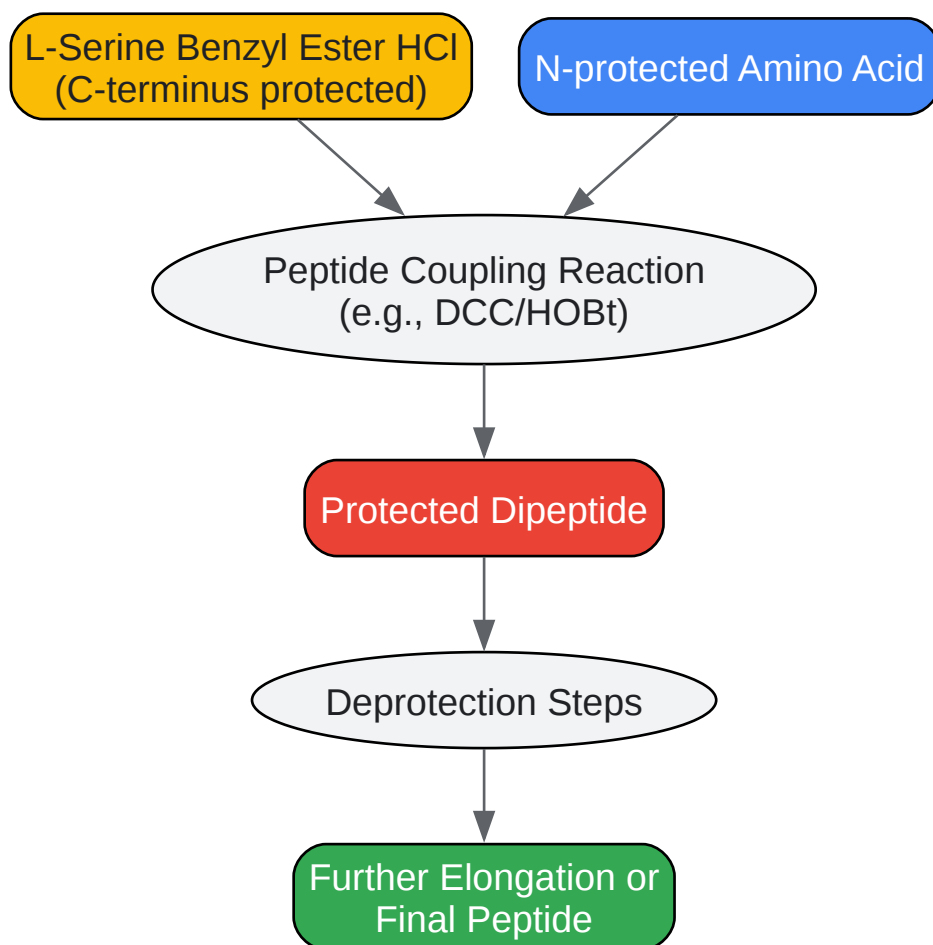 L-Serine Benzyl Ester HCl
(C-terminus protected)
N-protected Amino Acid
Peptide Coupling Reaction
(e.g., DCC/HOBt)
Protected Dipeptide
Deprotection Steps
Further Elongation or
Final Peptide